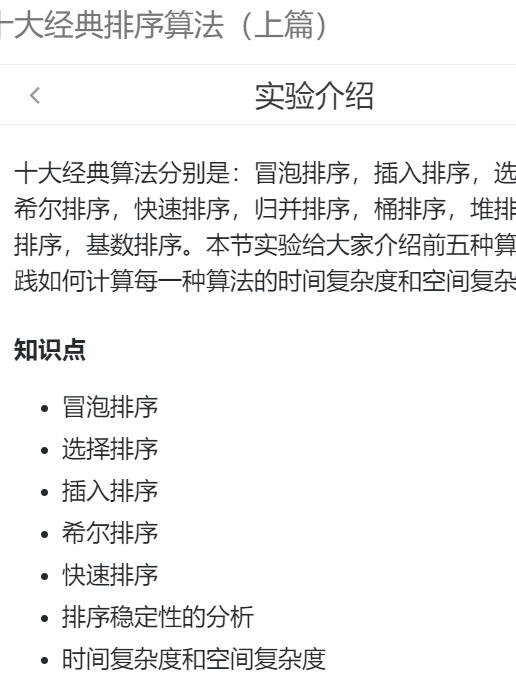 十大经典排序算法（上篇）
实验介绍
十大经典算法分别是：冒泡排序，插入排序，选
希尔排序，快速排序，归并排序，桶排序，堆排
排序，基数排序。本节实验给大家介绍前五种算
践如何计算每一种算法的时间复杂度和空间复杂
知识点
• 冒泡排序
• 选择排序
• 插入排序
• 希尔排序
• 快速排序
• 排序稳定性的分析
• 时间复杂度和空间复杂度